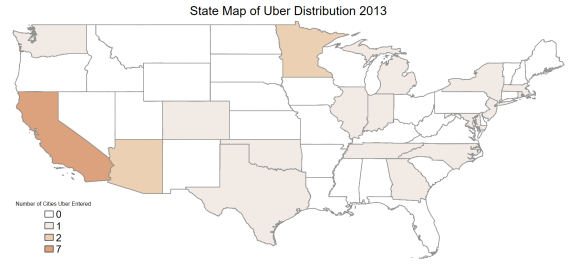 State Map of Uber Distribution 2013
Number of Cities Uber Entered
0
1
2
7